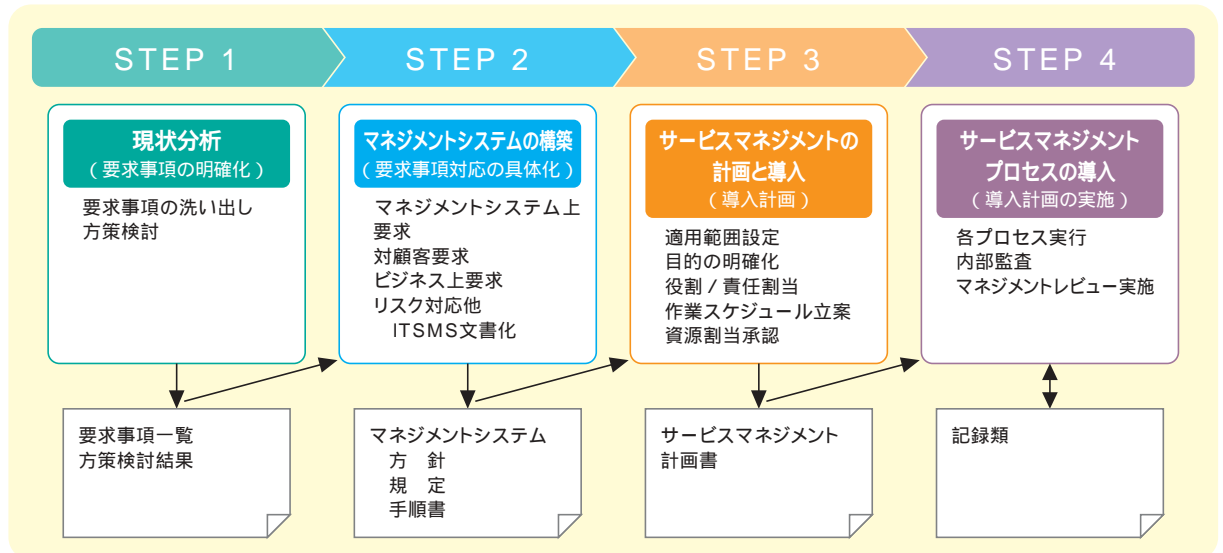 STEP 1
STEP 2
STEP 3
STEP 4
現状分析
(要求事項の明確化)
要求事項の洗い出し
方策検討
マネジメントシステムの構築
(要求事項対応の具体化)
マネジメントシステム上
要求
対顧客要求
ビジネス上要求
リスク対応他
ITSMS文書化
サービスマネジメントの
計画と導入
(導入計画)
適用範囲設定
目的の明確化
役割/責任割当
作業スケジュール立案
資源割当承認
サービスマネジメント
プロセスの導入
(導入計画の実施)
各プロセス実行
内部監査
マネジメントレビュー実施
要求事項一覧
方策検討結果
マネジメントシステム
方 針
規 定
手順書
サービスマネジメント
計画書
記録類